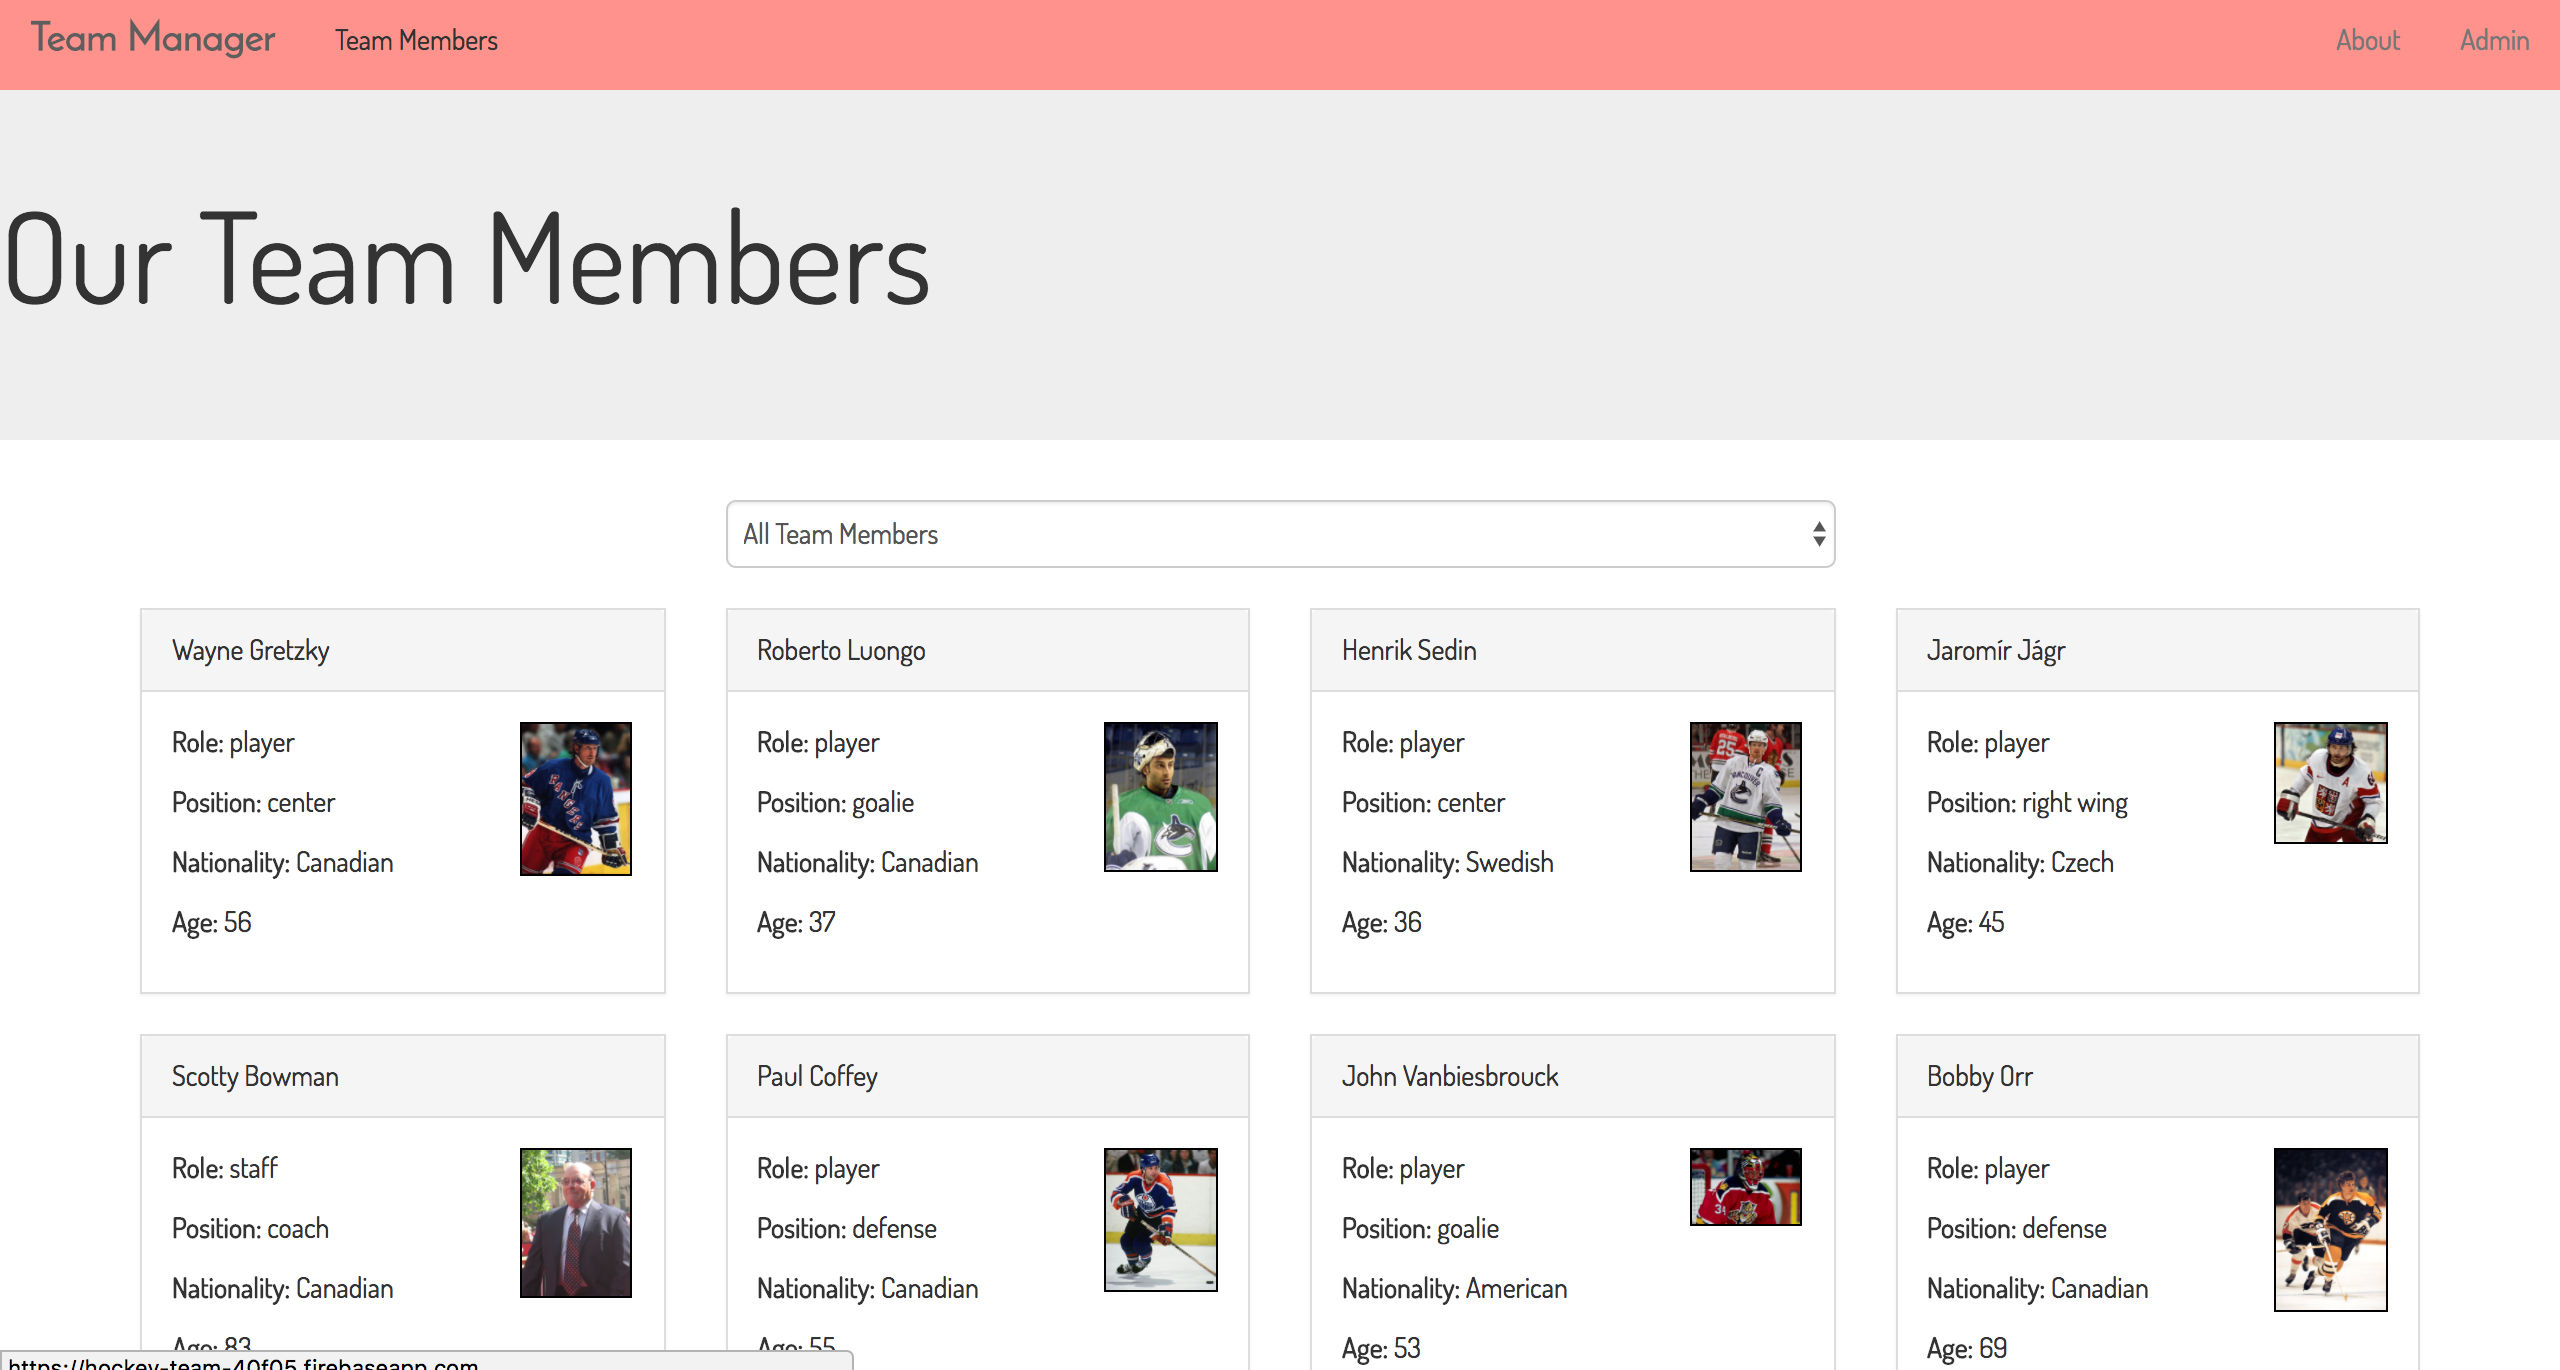 Team Manager Team Members About Admin
Our Team Members
All Team Members
Wayne Gretzky
Role: player
Position: center
Nationality: Canadian
Age: 56
Roberto Luongo
Role: player
Position: goalie
Nationality: Canadian
Age: 37
Henrik Sedin
Role: player
Position: center
Nationality: Swedish
Age: 36
Jaromír Jágr
Role: player
Position: right wing
Nationality: Czech
Age: 45
Scotty Bowman
Role: staff
Position: coach
Nationality: Canadian
Age: 83
Paul Coffey
Role: player
Position: defense
Nationality: Canadian
Age: 55
John Vanbiesbrouck
Role: player
Position: goalie
Nationality: American
Age: 53
Bobby Orr
Role: player
Position: defense
Nationality: Canadian
Age: 69
https://hockey-team-40f05.firebaseapp.com